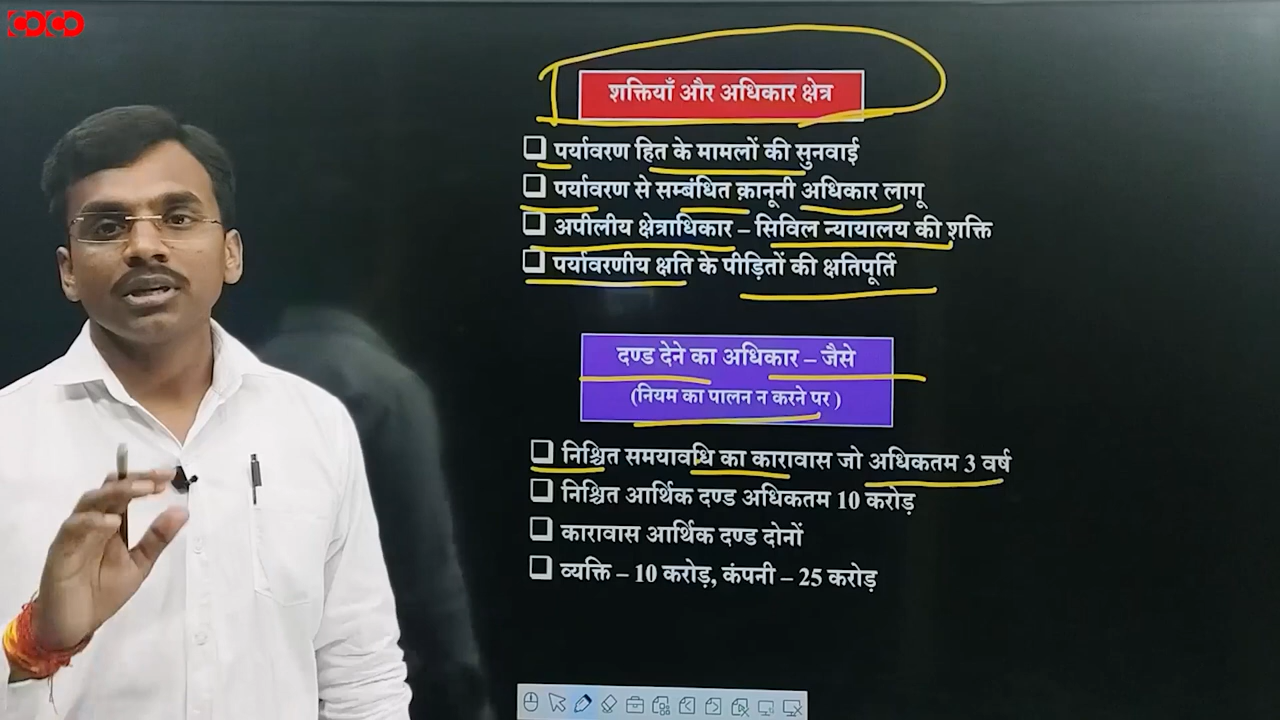 COCO
शक्तियाँ और अधिकार क्षेत्र
पर्यावरण हित के मामलों की सुनवाई
पर्यावरण से सम्बंधित क़ानूनी अधिकार लागू
अपीलीय क्षेत्राधिकार – सिविल न्यायालय की शक्ति
पर्यावरणीय क्षति के पीड़ितों की क्षतिपूर्ति
दण्ड देने का अधिकार – जैसे
(नियम का पालन न करने पर )
निश्चित समयावधि का कारावास जो अधिकतम 3 वर्ष
निश्चित आर्थिक दण्ड अधिकतम 10 करोड़
कारावास आर्थिक दण्ड दोनों
व्यक्ति – 10 करोड़, कंपनी – 25 करोड़